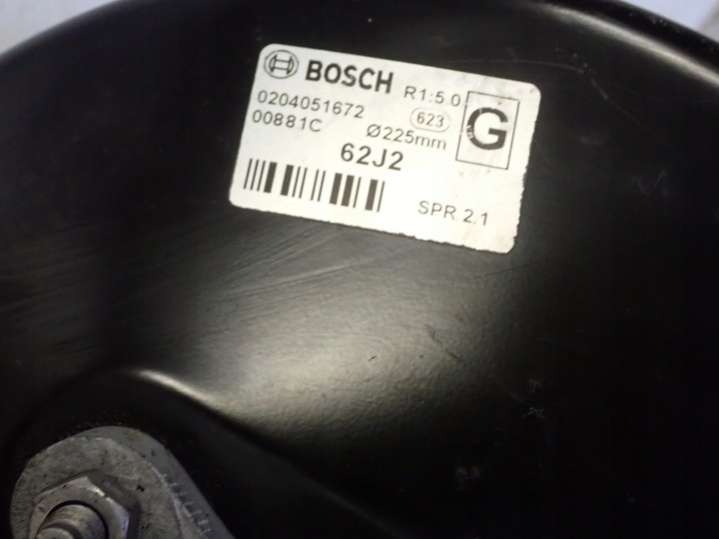 BOSCH R1:5.0
0204051672 623 G
00881C Ø225mm
62J2
SPR 2.1